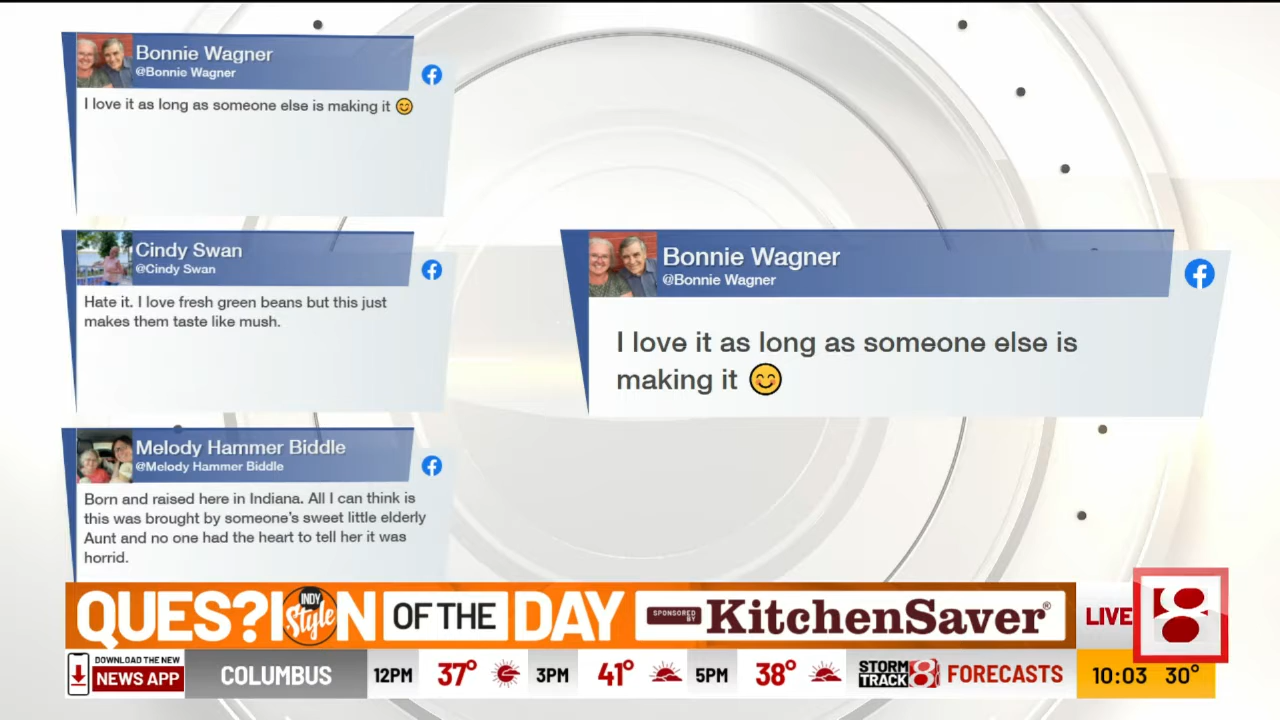 Bonnie Wagner
@Bonnie Wagner
I love it as long as someone else is making it 😊
Cindy Swan
@Cindy Swan
Hate it. I love fresh green beans but this just
makes them taste like mush.
Melody Hammer Biddle
@Melody Hammer Biddle
Born and raised here in Indiana. All I can think is
this was brought by someone's sweet little elderly
Aunt and no one had the heart to tell her it was
horrid.
Bonnie Wagner
@Bonnie Wagner
I love it as long as someone else is
making it 😊
QUES?ION OF THE DAY
INDY
Style
SPONSORED
BY
KitchenSaver®
LIVE
8
DOWNLOAD THE NEW
NEWS APP
COLUMBUS
12PM 37° 3PM 41° 5PM 38°
STORM
TRACK 8
FORECASTS
10:03 30°